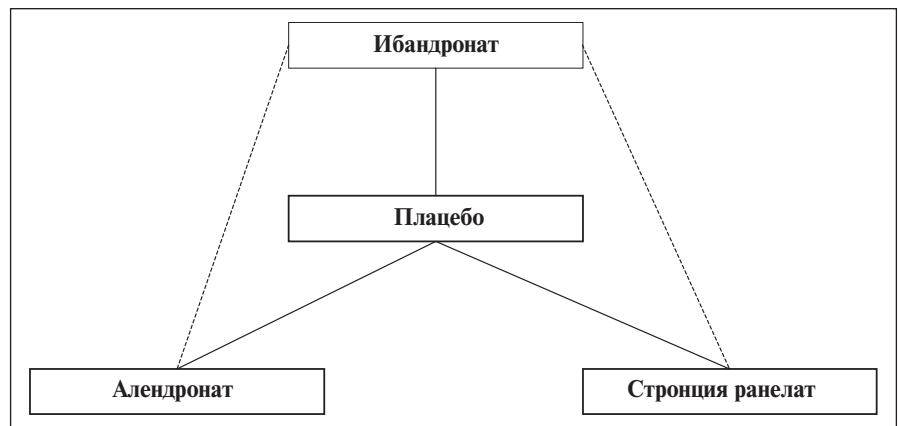 Ибандронат
Плацебо
Алендронат
Стронция ранелат